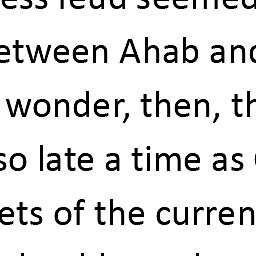 ess feud seemed
etween Ahab and
wonder, then, th
so late a time as
ets of the curren